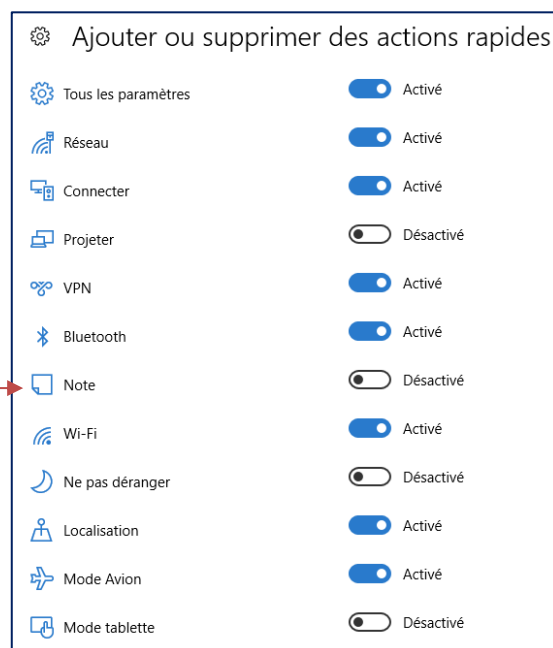 Ajouter ou supprimer des actions rapides
Tous les paramètres Activé
Réseau Activé
Connecter Activé
Projeter Désactivé
VPN Activé
Bluetooth Activé
Note Désactivé
Wi-Fi Activé
Ne pas déranger Désactivé
Localisation Activé
Mode Avion Activé
Mode tablette Désactivé